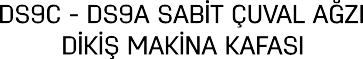 DS9C - DS9A SABİT ÇUVAL AĞZI
DİKİŞ MAKİNA KAFASI